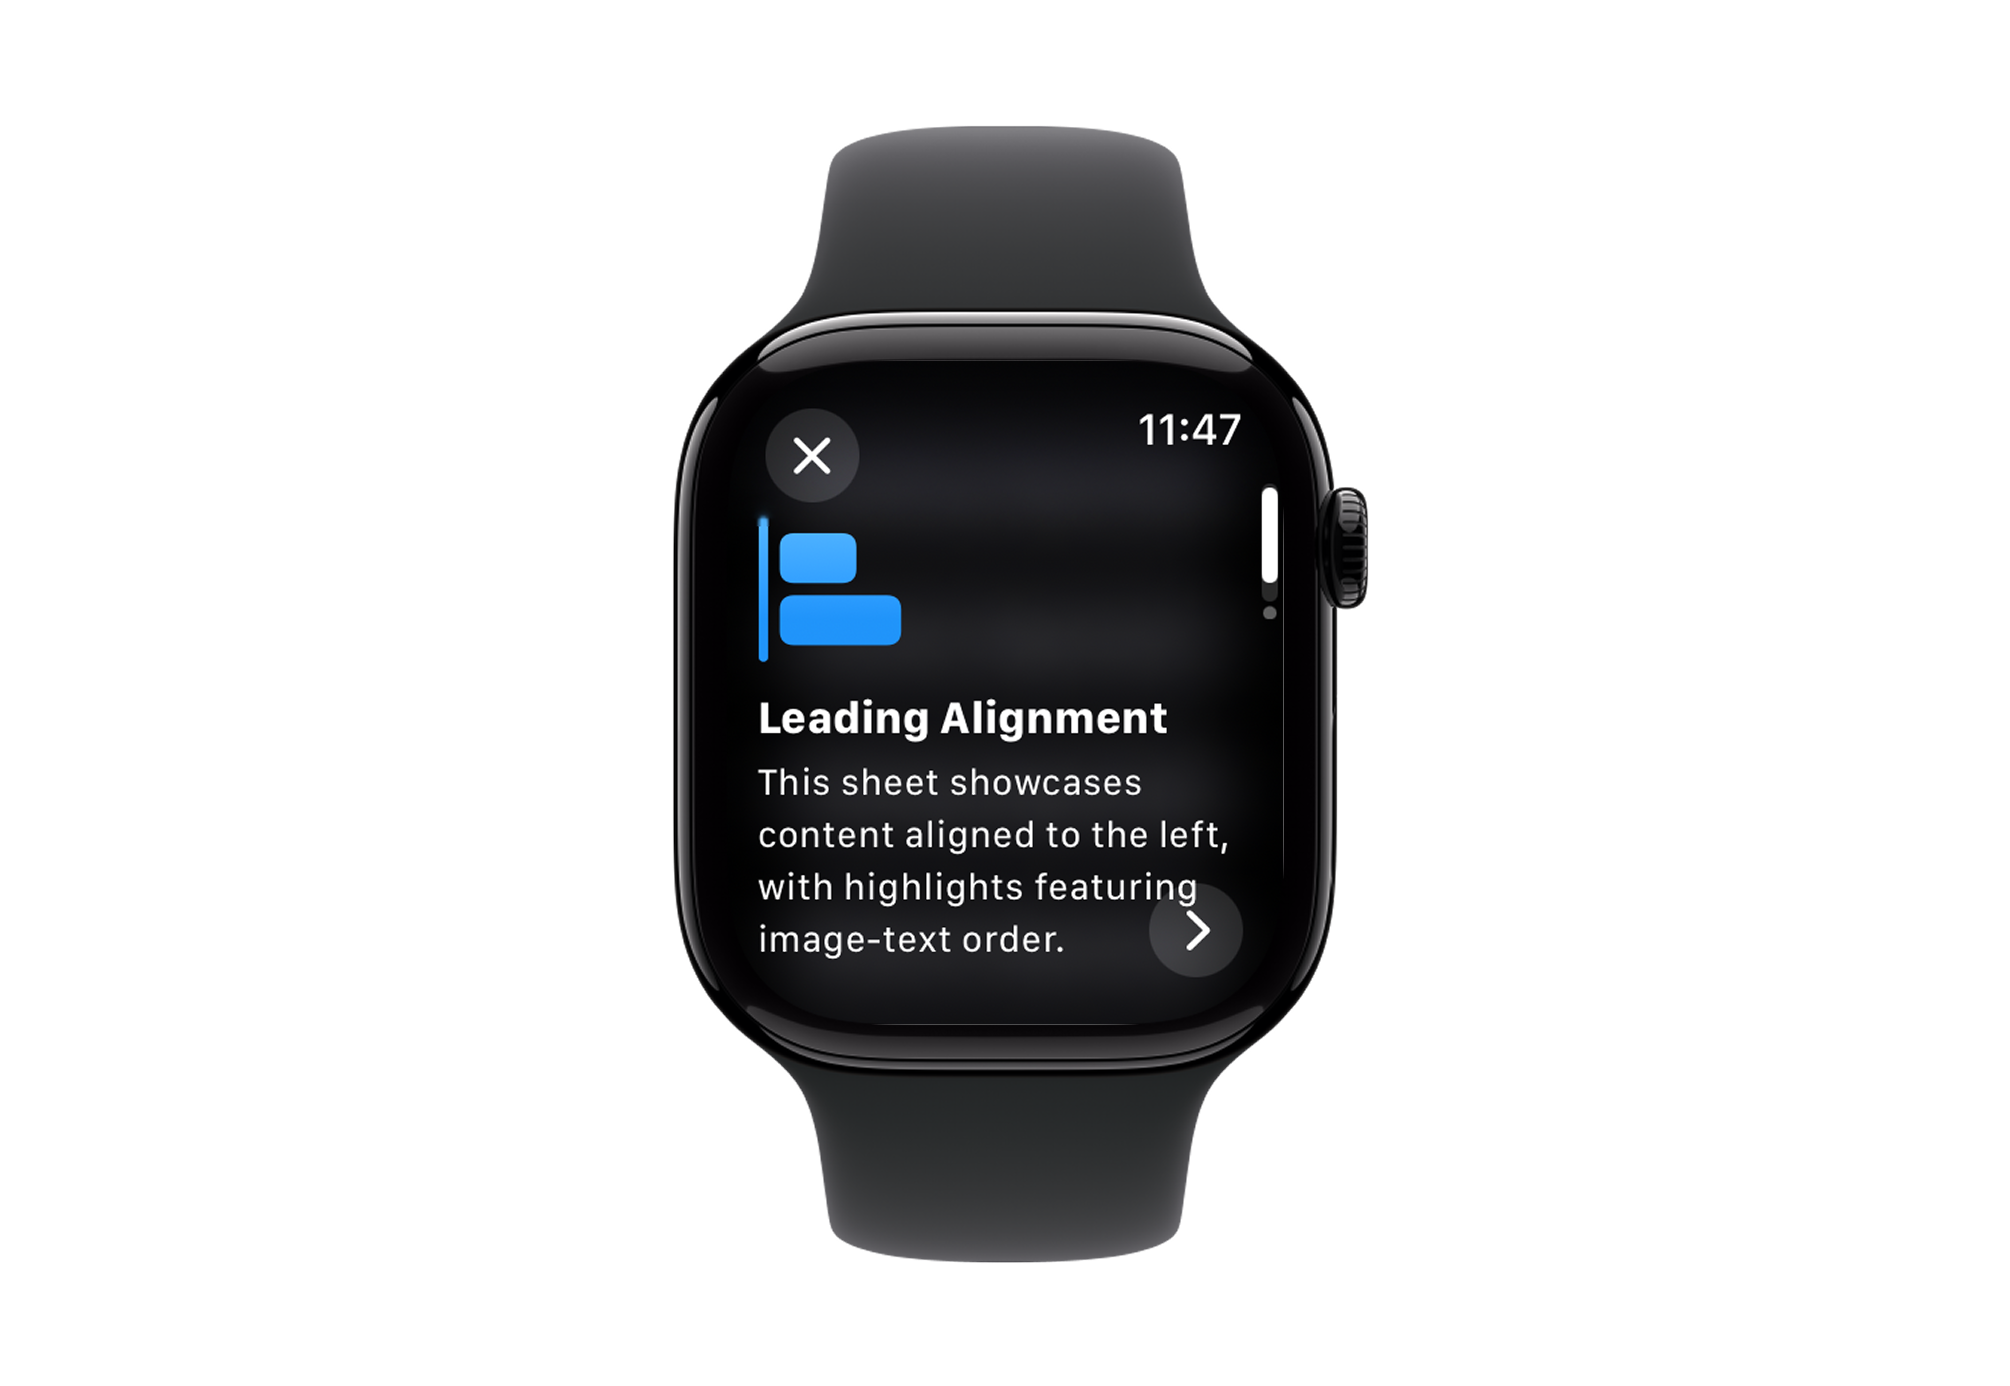 11:47
Leading Alignment
This sheet showcases
content aligned to the left,
with highlights featuring
image-text order.